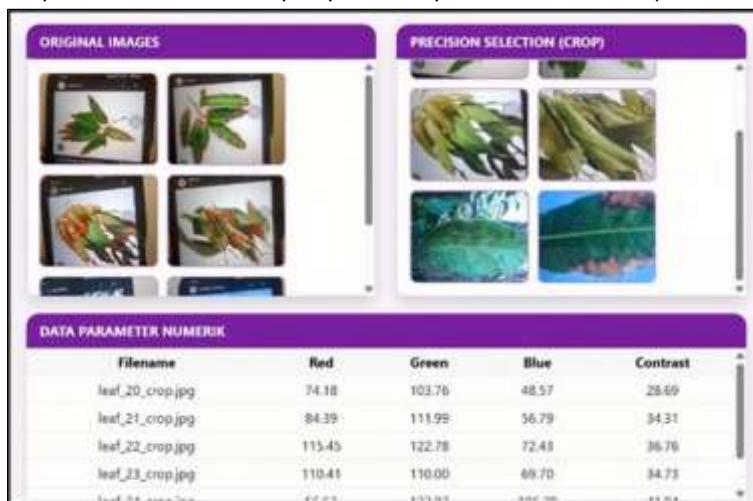 ORIGINAL IMAGES
PRECISION SELECTION (CROP)
DATA PARAMETER NUMERIK
Filename Red Green Blue Contrast
leaf_20_crop.jpg 74.18 103.76 48.57 28.69
leaf_21_crop.jpg 84.39 111.99 56.79 34.31
leaf_22_crop.jpg 115.45 122.78 72.43 36.76
leaf_23_crop.jpg 110.41 110.00 69.70 34.73